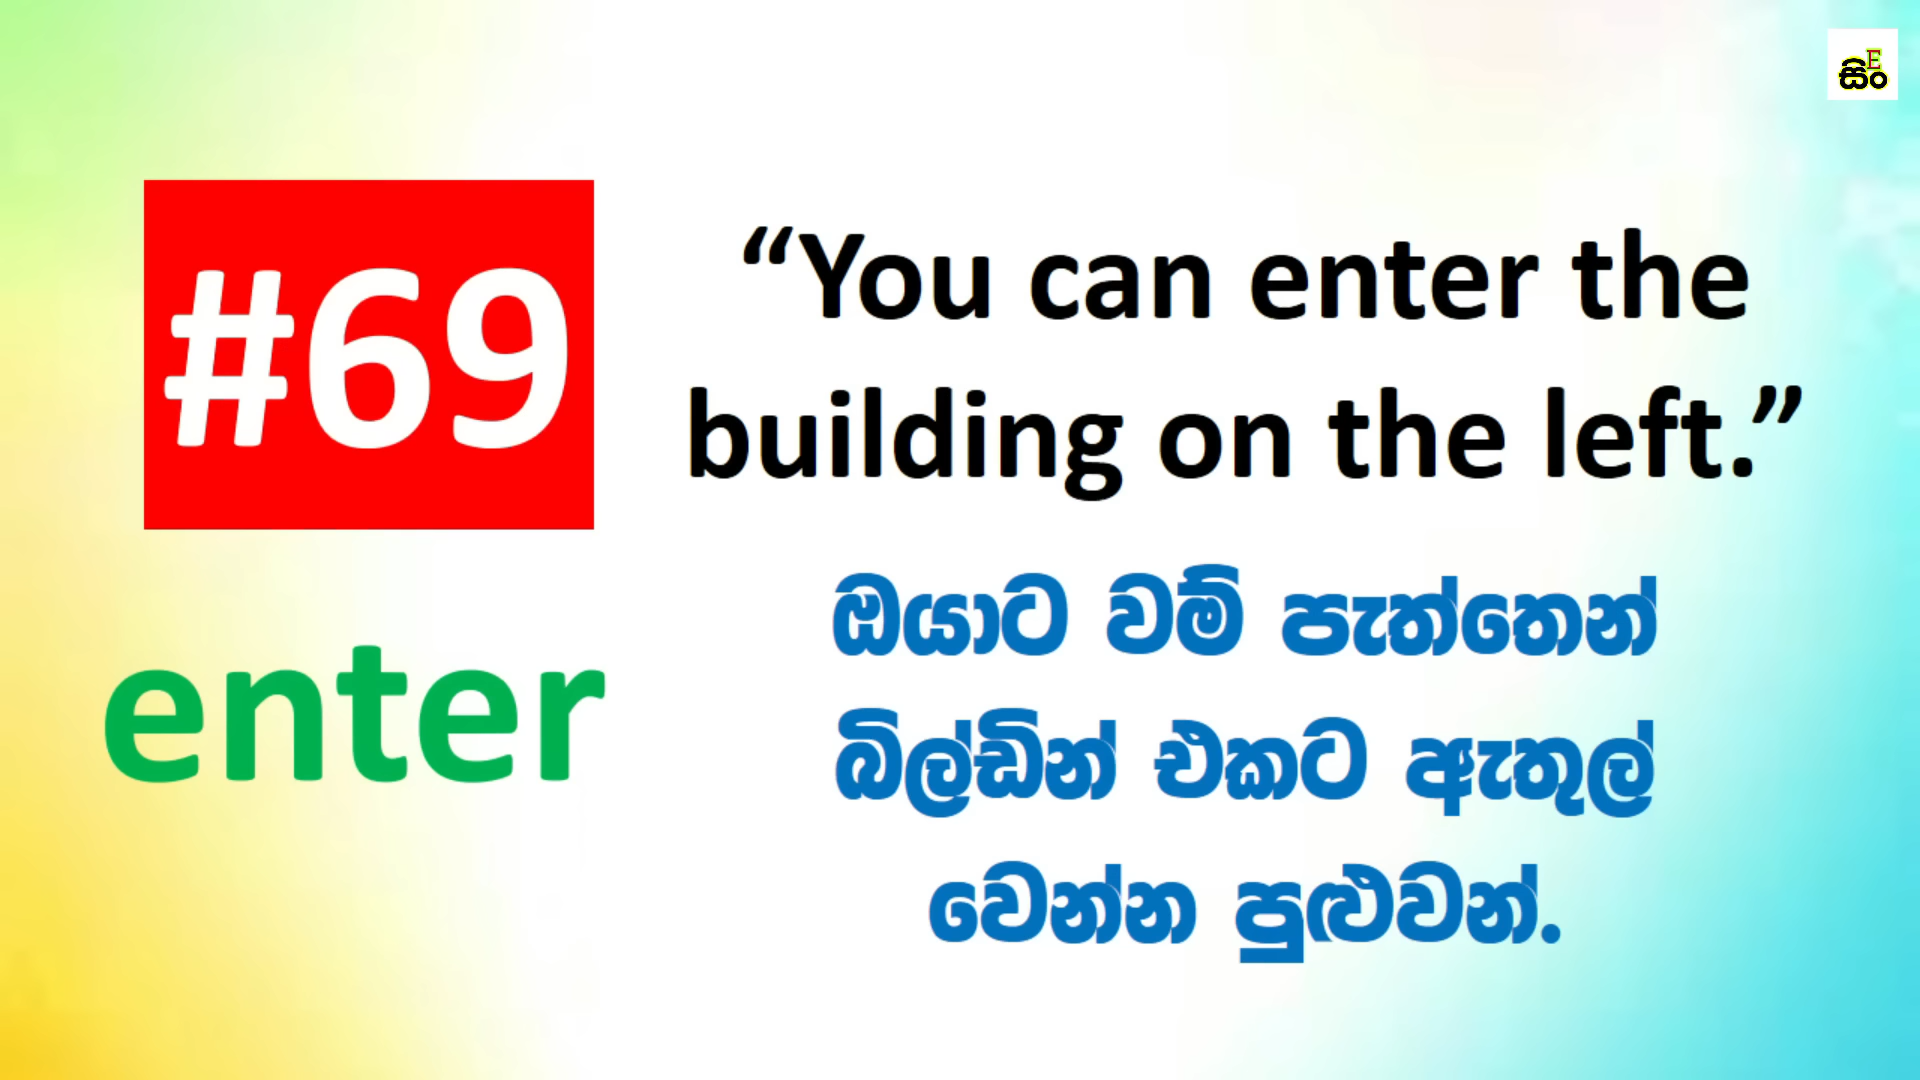 සිං
E
#69
enter
“You can enter the
building on the left.”
ඔයාට වම් පැත්තෙන්
බිල්ඩින් එකට ඇතුල්
වෙන්න පුළුවන්.